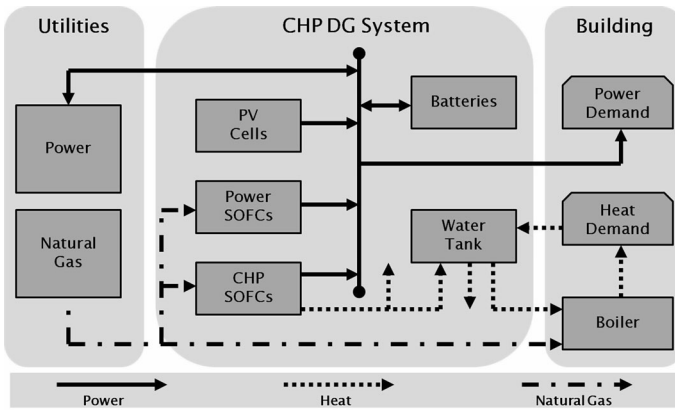 Utilities
CHP DG System
Building
Power
Natural
Gas
PV
Cells
Power
SOFCs
CHP
SOFCs
Batteries
Water
Tank
Power
Demand
Heat
Demand
Boiler
Power
Heat
Natural Gas